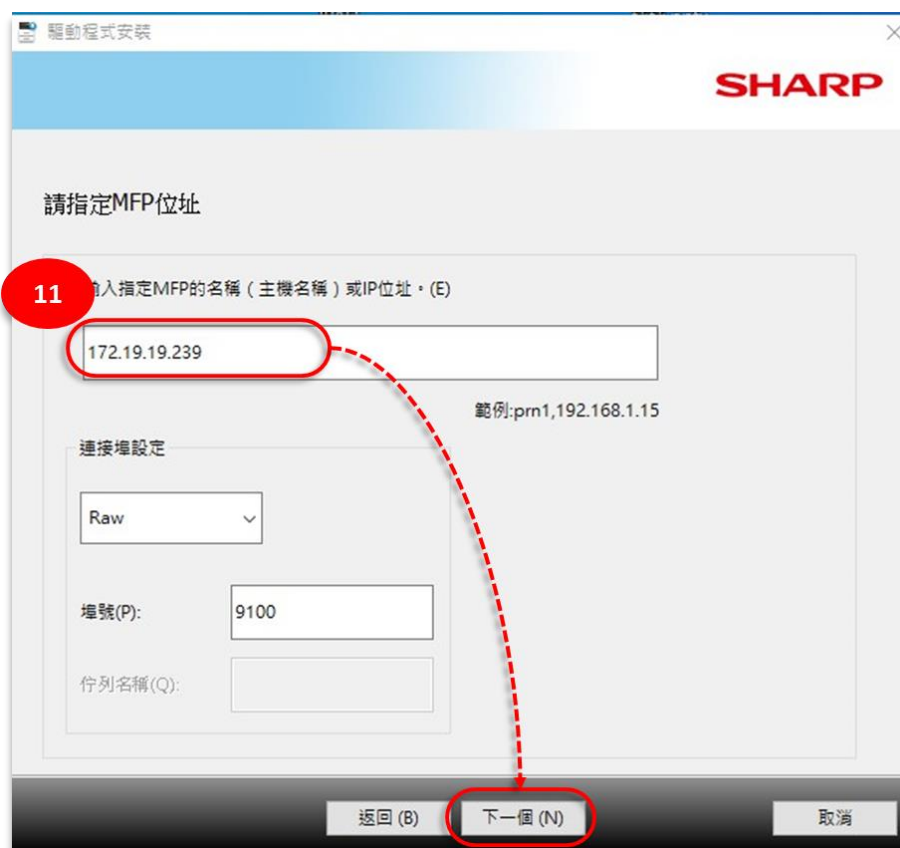 驅動程式安裝
SHARP
請指定MFP位址
11
入指定MFP的名稱（主機名稱）或IP位址。(E)
172.19.19.239
範例:prn1,192.168.1.15
連接埠設定
Raw
埠號(P):
9100
佇列名稱(Q):
返回 (B)
下一個 (N)
取消